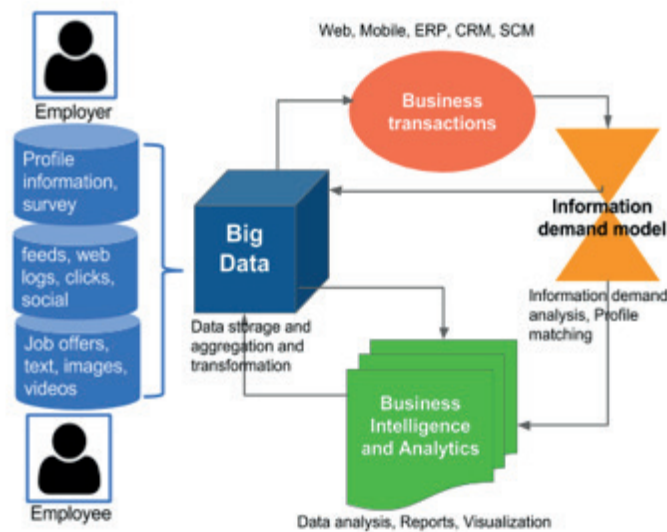 Web, Mobile, ERP, CRM, SCM
Employer
Profile
information,
survey
feeds, web
logs, clicks,
social
Job offers,
text, images,
videos
Employee
Business
transactions
Big
Data
Data storage and
aggregation and
transformation
Information
demand model
Information demand
analysis, Profile
matching
Business
Intelligence
and Analytics
Data analysis, Reports, Visualization